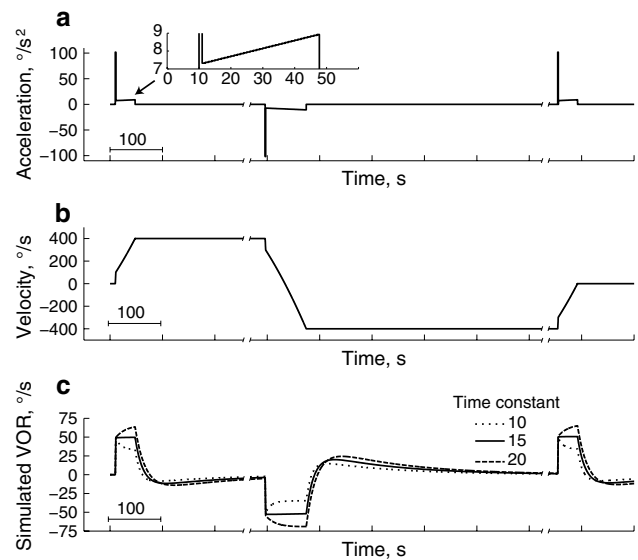 a
9
8
7
0 10 20 30 40 50
100
50
0
−50
−100
Acceleration, °/s²
100
Time, s
b
400
200
0
−200
−400
Velocity, °/s
100
Time, s
c
75
50
25
0
−25
−50
−75
Simulated VOR, °/s
Time constant
10
15
20
100
Time, s